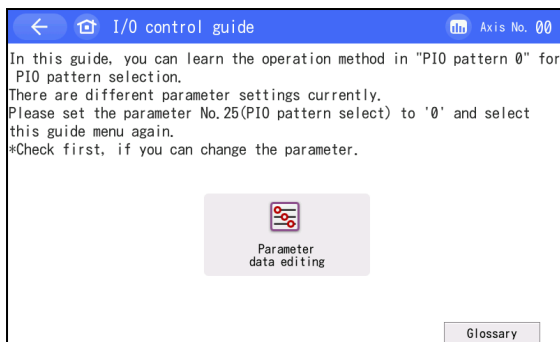 I/O control guide
Axis No. 00
In this guide, you can learn the operation method in "PIO pattern 0" for
PIO pattern selection.
There are different parameter settings currently.
Please set the parameter No.25(PIO pattern select) to '0' and select
this guide menu again.
*Check first, if you can change the parameter.
Parameter
data editing
Glossary